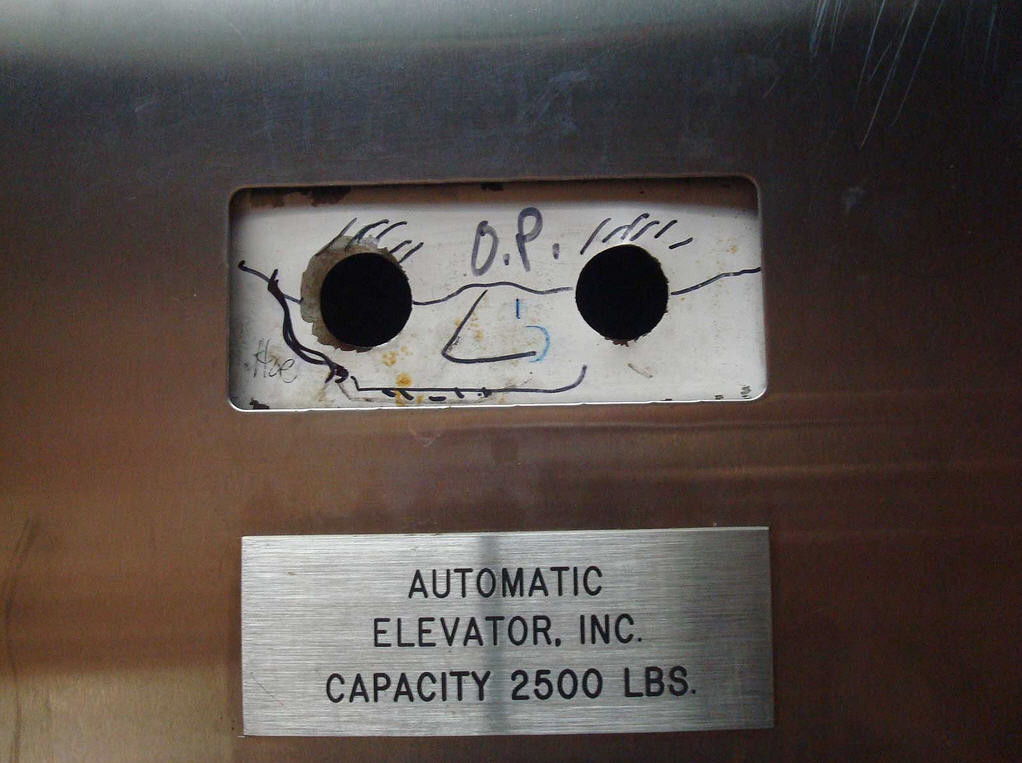 O.P.
AUTOMATIC
ELEVATOR, INC.
CAPACITY 2500 LBS.